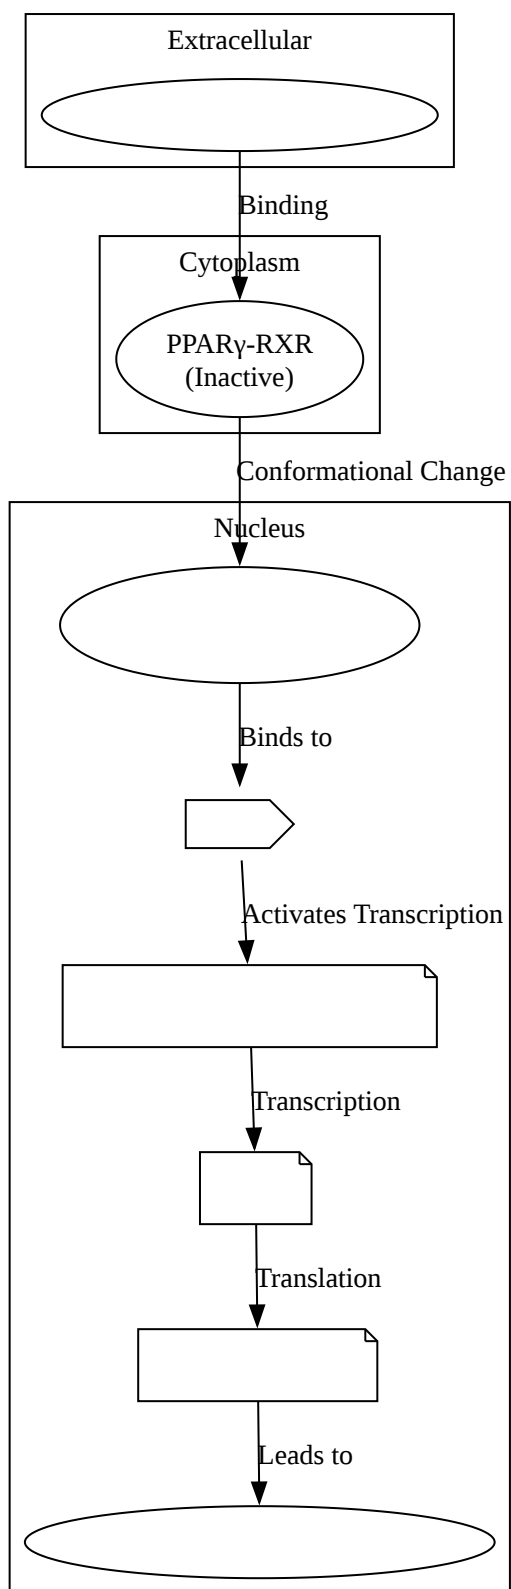 Extracellular
Binding
Cytoplasm
PPARγ-RXR
(Inactive)
Conformational Change
Nucleus
Binds to
Activates Transcription
Transcription
Translation
Leads to